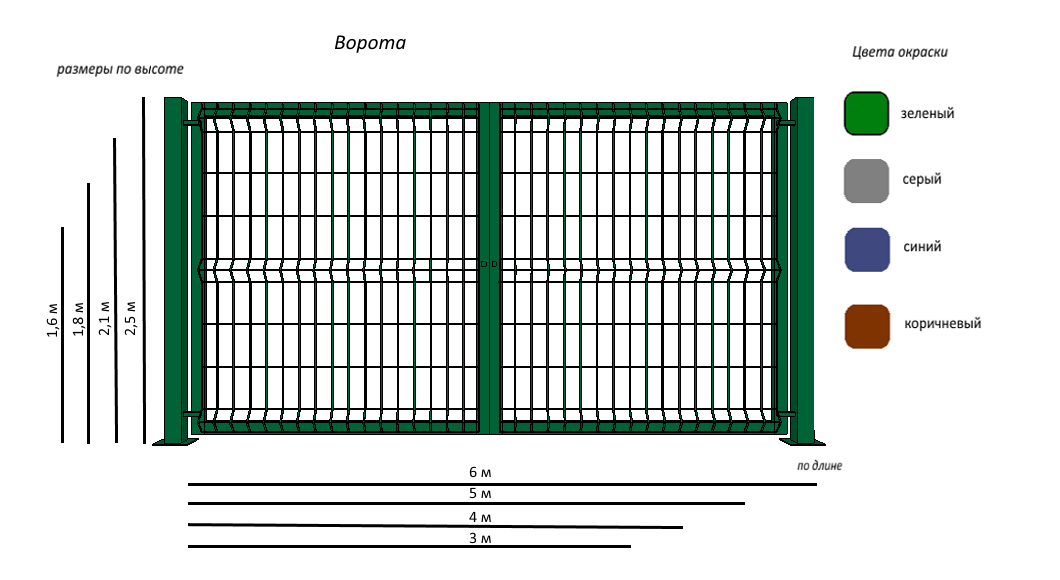 Ворота
размеры по высоте
Цвета окраски
зеленый
серый
синий
коричневый
1,6 м
1,8 м
2,1 м
2,5 м
по длине
6 м
5 м
4 м
3 м